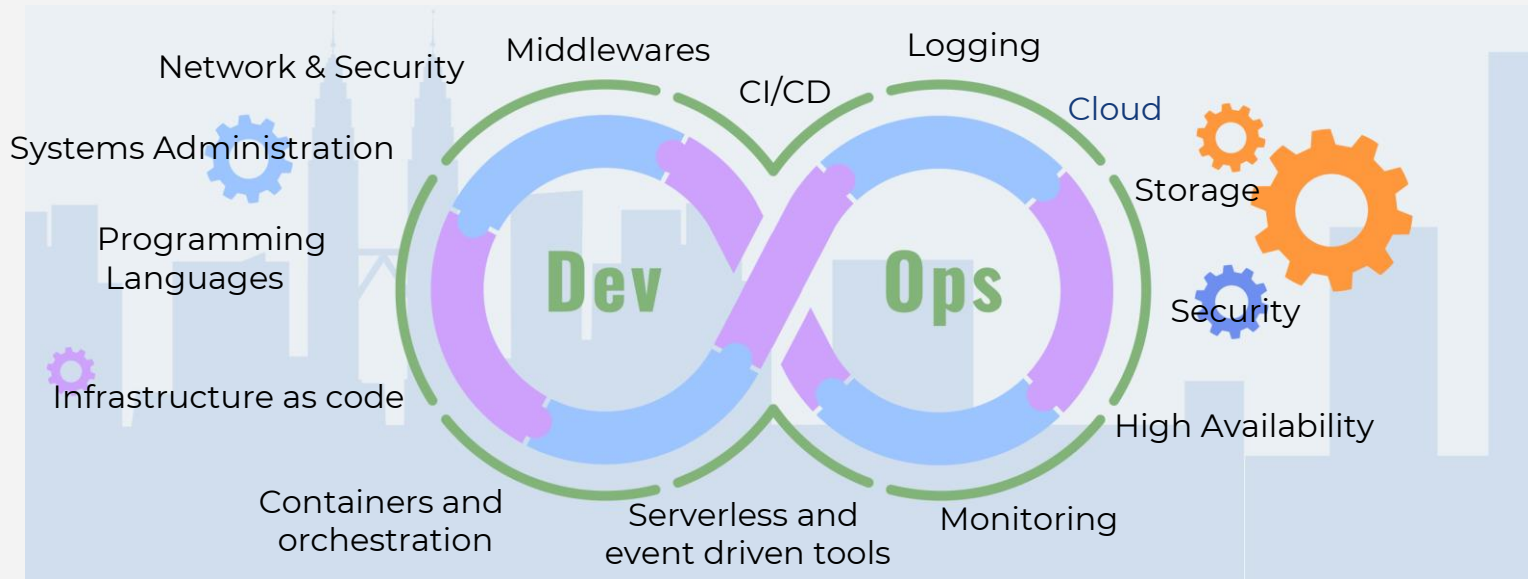 Network & Security
Middlewares
CI/CD
Logging
Cloud
Systems Administration
Storage
Programming
Languages
Dev
Ops
Security
Infrastructure as code
High Availability
Containers and
orchestration
Serverless and
event driven tools
Monitoring